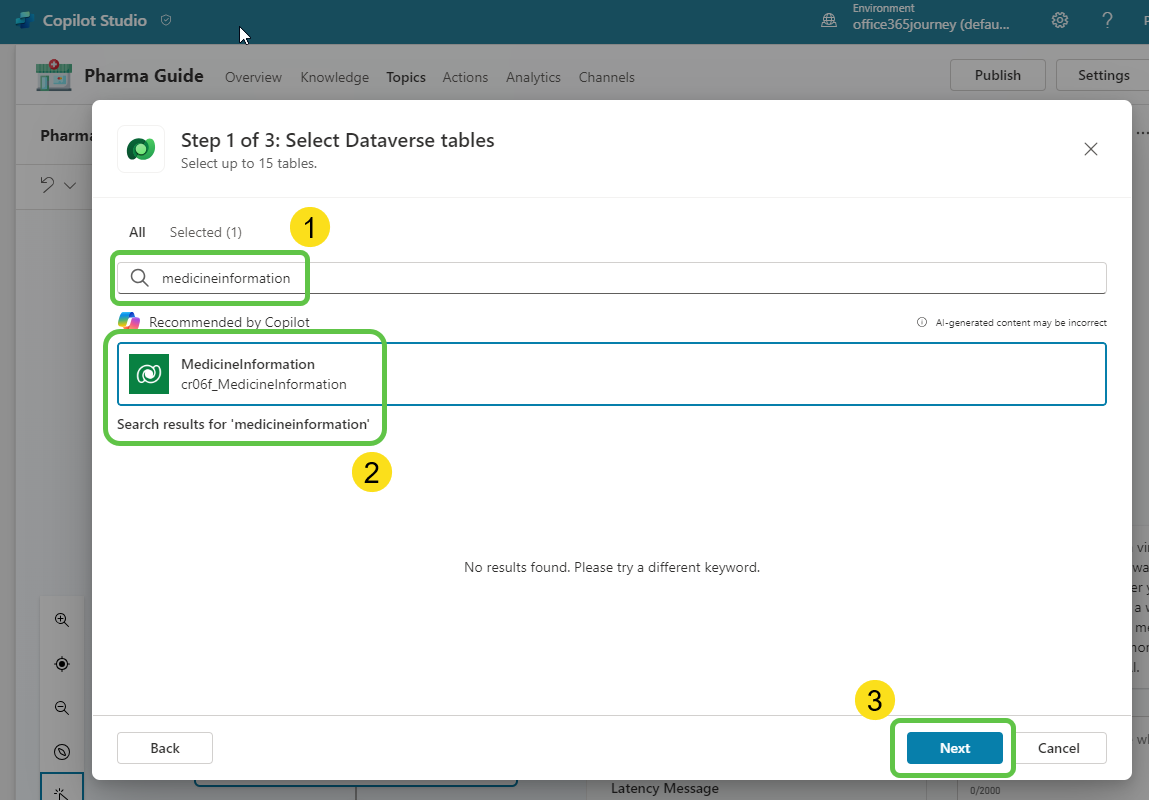 Copilot Studio
Environment
office365journey (defau...
?
Pharma Guide
Overview
Knowledge
Topics
Actions
Analytics
Channels
Publish
Settings
Pharma
Step 1 of 3: Select Dataverse tables
Select up to 15 tables.
All
Selected (1)
1
medicineinformation
Recommended by Copilot
AI-generated content may be incorrect
MedicineInformation
cr06f_MedicineInformation
Search results for 'medicineinformation'
2
No results found. Please try a different keyword.
3
Back
Next
Cancel
Latency Message
0/2000